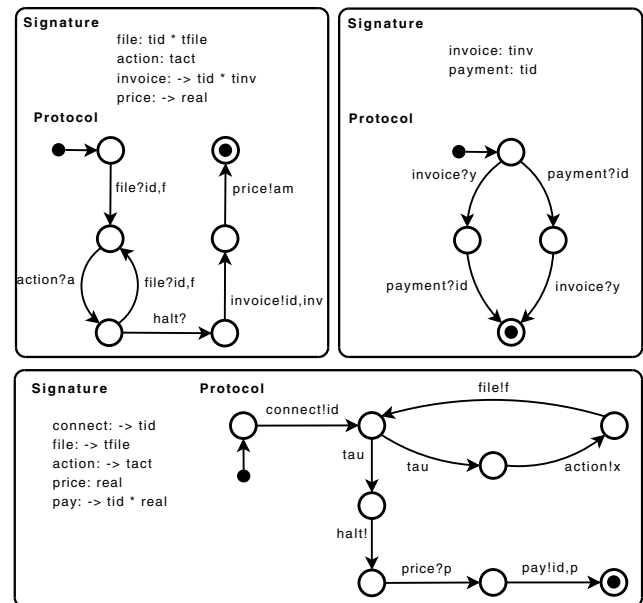 Signature
file: tid * tfile
action: tact
invoice: -> tid * tinv
price: -> real
Protocol
file?id,f
price!am
action?a
file?id,f
invoice!id,inv
halt?
Signature
invoice: tinv
payment: tid
Protocol
invoice?y
payment?id
payment?id
invoice?y
Signature
connect: -> tid
file: -> tfile
action: -> tact
price: real
pay: -> tid * real
Protocol
file!f
connect!id
tau
tau
action!x
halt!
price?p
pay!id,p